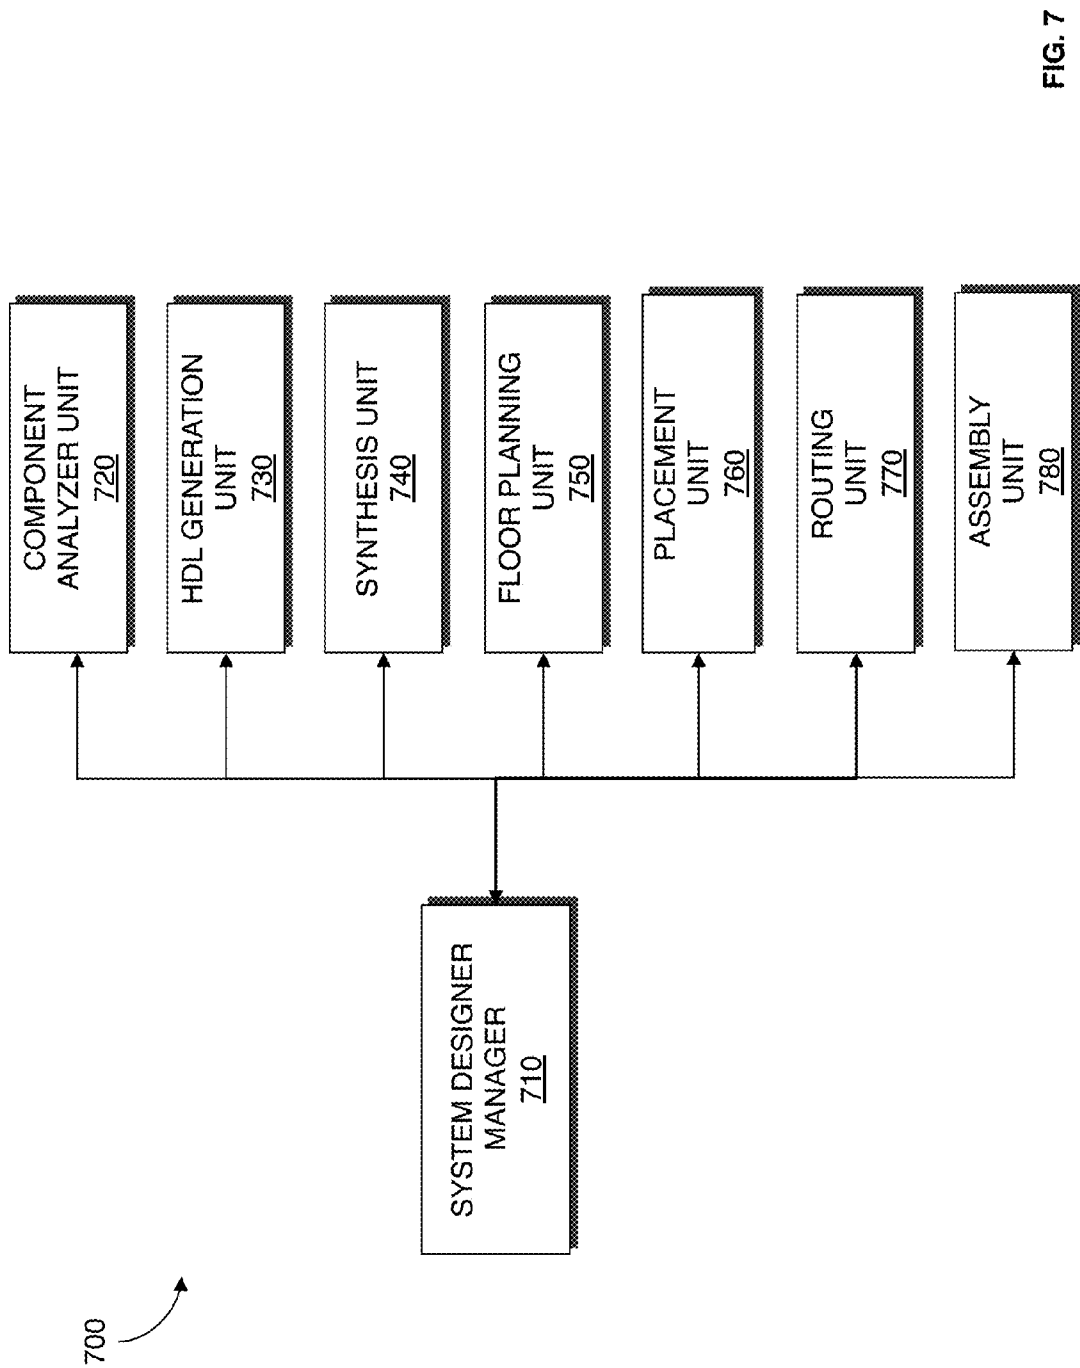 700
SYSTEM DESIGNER
MANAGER
710
COMPONENT
ANALYZER UNIT
720
HDL GENERATION
UNIT
730
SYNTHESIS UNIT
740
FLOOR PLANNING
UNIT
750
PLACEMENT
UNIT
760
ROUTING
UNIT
770
ASSEMBLY
UNIT
780
FIG. 7